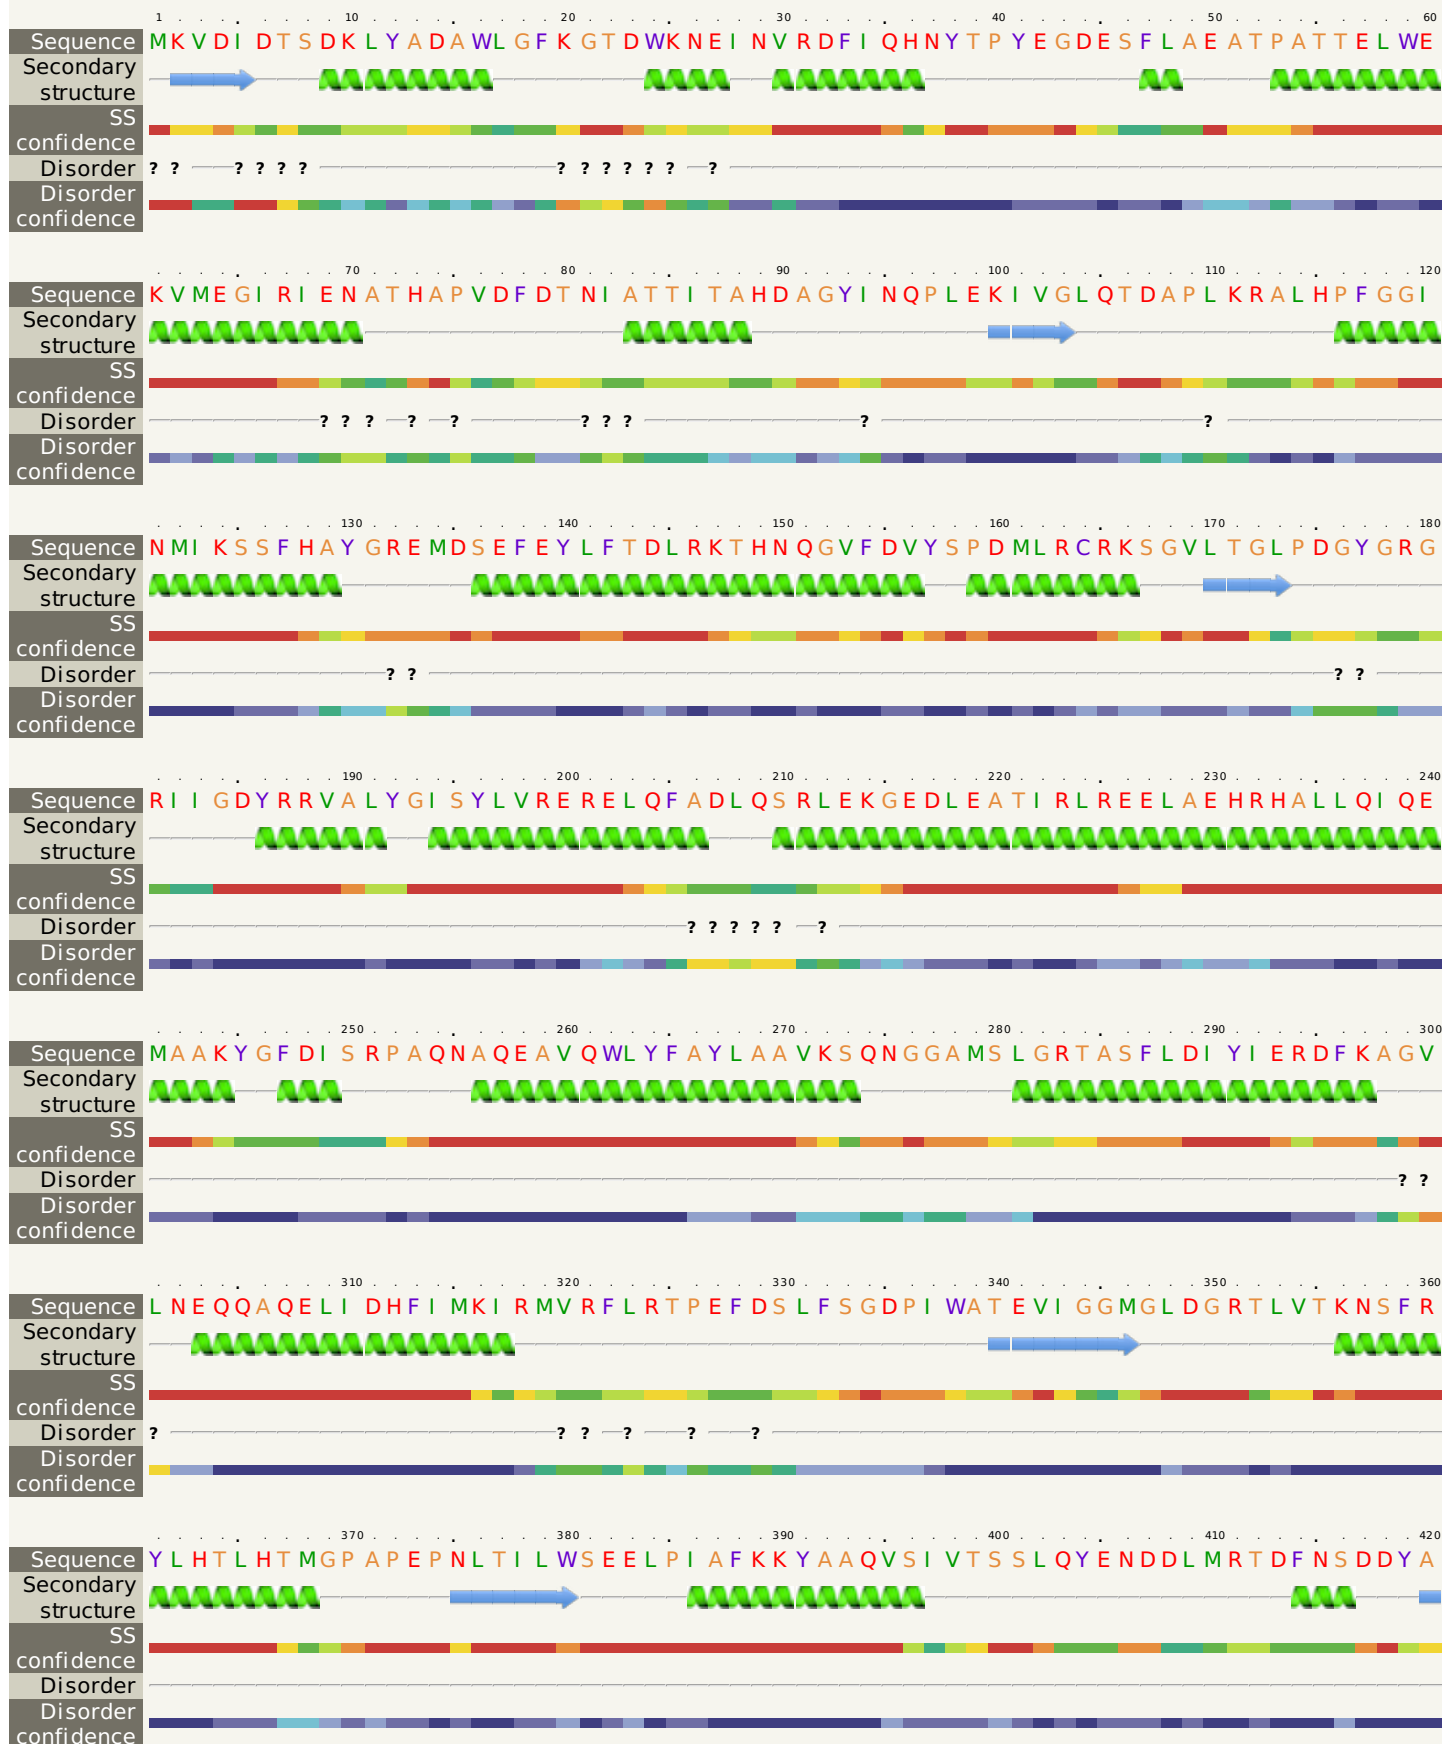 1 . . . . . . . . 10 . . . . . . . . . 20 . . . . . . . . . 30 . . . . . . . . . 40 . . . . . . . . . 50 . . . . . . . . . 60
Sequence MKVDIDTSDKLYADAWLGFKGTDWKNEINVRDFIQHNYTPYEGDESFLAEATPATTELWE
Secondary
structure
SS
confidence
Disorder ? ? ? ? ? ? ? ? ? ? ? ? ?
Disorder
confidence
. . . . . . . . . 70 . . . . . . . . . 80 . . . . . . . . . 90 . . . . . . . . . 100 . . . . . . . . . 110 . . . . . . . . . 120
Sequence KVMEGIRIENATHAPVDFDTNIATTITAHDAGYINQPLEKIVGLQTDAPLKRALHPFGGI
Secondary
structure
SS
confidence
Disorder ? ? ? ? ? ? ? ? ? ?
Disorder
confidence
. . . . . . . . . 130 . . . . . . . . . 140 . . . . . . . . . 150 . . . . . . . . . 160 . . . . . . . . . 170 . . . . . . . . . 180
Sequence NMIKSSFHAYGREMDSEFEYLFTDLRKTHNQGVFDVYSPDMLRCRKSGVLTGLPDGYGRG
Secondary
structure
SS
confidence
Disorder ? ? ? ?
Disorder
confidence
. . . . . . . . . 190 . . . . . . . . . 200 . . . . . . . . . 210 . . . . . . . . . 220 . . . . . . . . . 230 . . . . . . . . . 240
Sequence RIIGDYRRVALYGISYLVRERELQFADLQSRLEKGEDLEATIRLREELAEHRHALLQIQE
Secondary
structure
SS
confidence
Disorder ? ? ? ? ? ?
Disorder
confidence
. . . . . . . . . 250 . . . . . . . . . 260 . . . . . . . . . 270 . . . . . . . . . 280 . . . . . . . . . 290 . . . . . . . . . 300
Sequence MAAKYGFDISRPAQNAQEAVQWLYFAYLAAVKSQNGGAMSLGRTASFLDIYIERDFKAGV
Secondary
structure
SS
confidence
Disorder ? ?
Disorder
confidence
. . . . . . . . . 310 . . . . . . . . . 320 . . . . . . . . . 330 . . . . . . . . . 340 . . . . . . . . . 350 . . . . . . . . . 360
Sequence LNEQQAQELIDHFIMKIRMVRFLRTPEFDSLFSGDPIWATEVIGGMGLDGRTLVTKNSFR
Secondary
structure
SS
confidence
Disorder ? ? ? ? ? ?
Disorder
confidence
. . . . . . . . . 370 . . . . . . . . . 380 . . . . . . . . . 390 . . . . . . . . . 400 . . . . . . . . . 410 . . . . . . . . . 420
Sequence YLHTLHTMGPAPEPNLTILWSEELPIAFKKYAAQVSIVTSSLQYENDDLMRTDFNSDDYA
Secondary
structure
SS
confidence
Disorder
Disorder
confidence